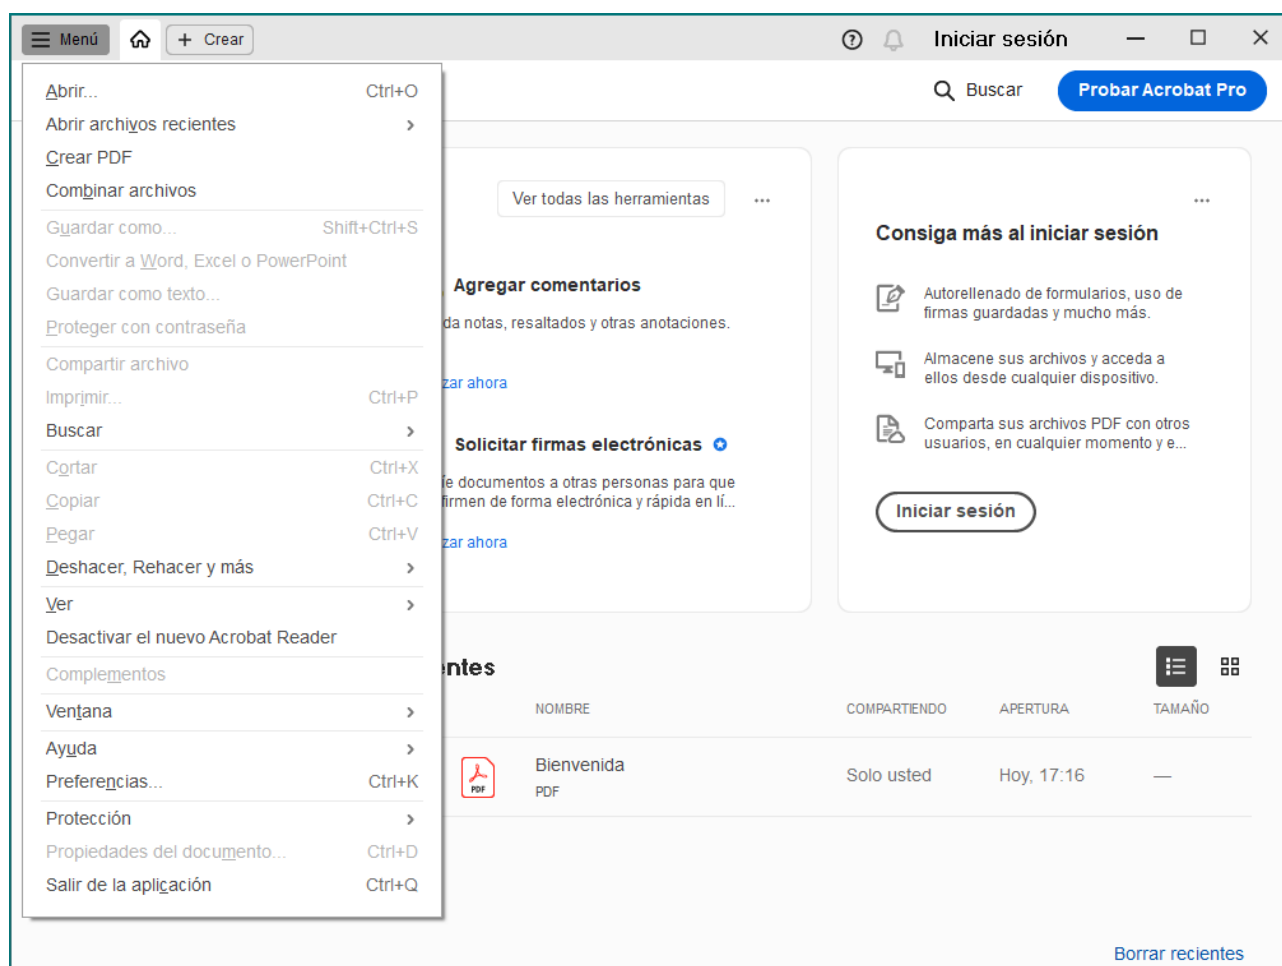 Menú
Crear
Iniciar sesión
Buscar
Probar Acrobat Pro
Abrir... Ctrl+O
Abrir archivos recientes
Crear PDF
Combinar archivos
Guardar como... Shift+Ctrl+S
Convertir a Word, Excel o PowerPoint
Guardar como texto...
Proteger con contraseña
Compartir archivo
Imprimir... Ctrl+P
Buscar
Cortar Ctrl+X
Copiar Ctrl+C
Pegar Ctrl+V
Deshacer, Rehacer y más
Ver
Desactivar el nuevo Acrobat Reader
Complementos
Ventana
Ayuda
Preferencias... Ctrl+K
Protección
Propiedades del documento... Ctrl+D
Salir de la aplicación Ctrl+Q
Ver todas las herramientas
Agregar comentarios
da notas, resaltados y otras anotaciones.
zar ahora
Solicitar firmas electrónicas
íe documentos a otras personas para que
firmen de forma electrónica y rápida en lí...
zar ahora
Consiga más al iniciar sesión
Autorellenado de formularios, uso de
firmas guardadas y mucho más.
Almacene sus archivos y acceda a
ellos desde cualquier dispositivo.
Comparta sus archivos PDF con otros
usuarios, en cualquier momento y e...
Iniciar sesión
entes
NOMBRE COMPARTIENDO APERTURA TAMAÑO
Bienvenida Solo usted Hoy, 17:16 —
PDF
PDF
Borrar recientes